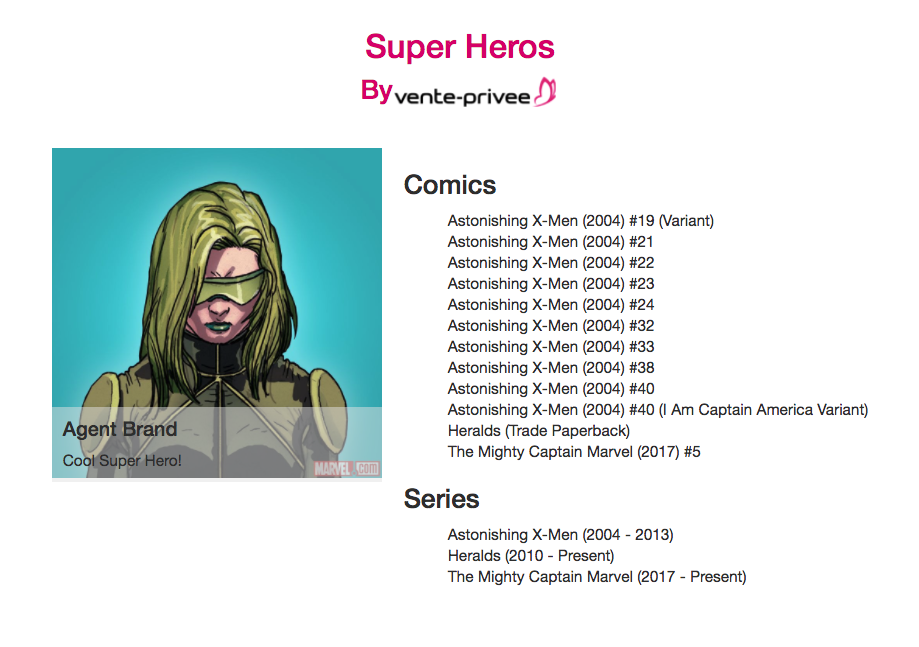 Super Heros
By vente-privee
Agent Brand
Cool Super Hero!
MARVEL.com
Comics
Astonishing X-Men (2004) #19 (Variant)
Astonishing X-Men (2004) #21
Astonishing X-Men (2004) #22
Astonishing X-Men (2004) #23
Astonishing X-Men (2004) #24
Astonishing X-Men (2004) #32
Astonishing X-Men (2004) #33
Astonishing X-Men (2004) #38
Astonishing X-Men (2004) #40
Astonishing X-Men (2004) #40 (I Am Captain America Variant)
Heralds (Trade Paperback)
The Mighty Captain Marvel (2017) #5
Series
Astonishing X-Men (2004 - 2013)
Heralds (2010 - Present)
The Mighty Captain Marvel (2017 - Present)